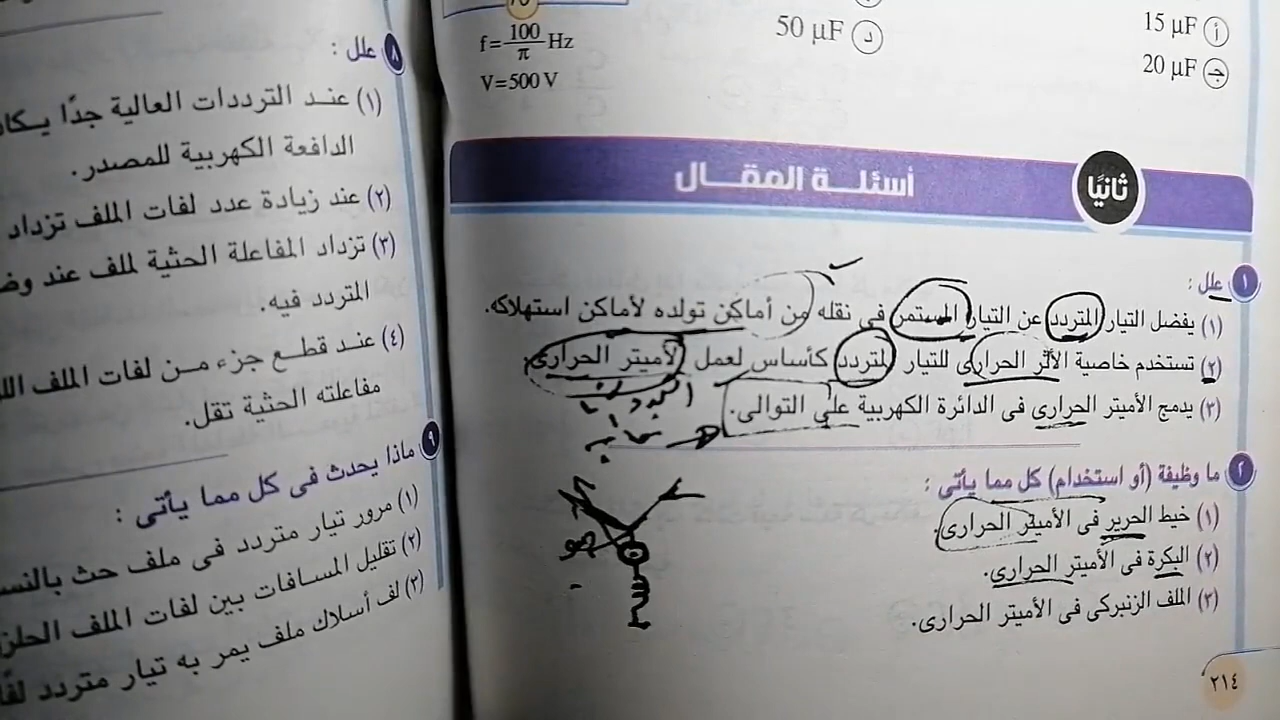 f=100/π Hz
V=500 V
15 µF أ
50 µF د
20 µF جـ
ثانيًا
أسئلة المقال
١ علل :
(١) يفضل التيار المتردد عن التيار المستمر فى نقله من أماكن تولده لأماكن استهلاكه.
(٢) تستخدم خاصية الأثر الحرارى للتيار المتردد كأساس لعمل الأميتر الحرارى.
(٣) يدمج الأميتر الحرارى فى الدائرة الكهربية على التوالى.
٢ ما وظيفة (أو استخدام) كل مما يأتى :
(١) خيط الحرير فى الأميتر الحرارى.
(٢) البكرة فى الأميتر الحرارى.
(٣) الملف الزنبركى فى الأميتر الحرارى.
٢١٤
٨ علل :
(١) عند الترددات العالية جدًا
الدافعة الكهربية للمصدر.
(٢) عند زيادة عدد لفات الملف تزداد
(٣) تزداد المفاعلة الحثية لملف عند
المتردد فيه.
(٤) عند قطع جزء من لفات الملف
مفاعلته الحثية تقل.
٩ ماذا يحدث فى كل مما يأتى :
(١) مرور تيار متردد فى ملف حث
(٢) تقليل المسافات بين لفات الملف
(٣) لف أسلاك ملف يمر به تيار متردد